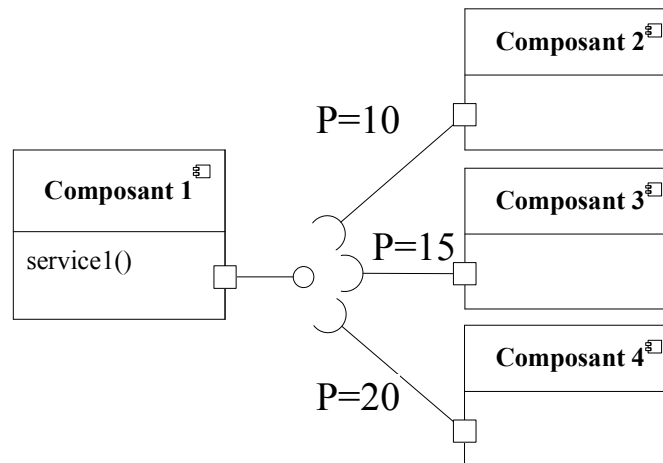 Composant 2
P=10
Composant 1
Composant 3
service1()
P=15
Composant 4
P=20